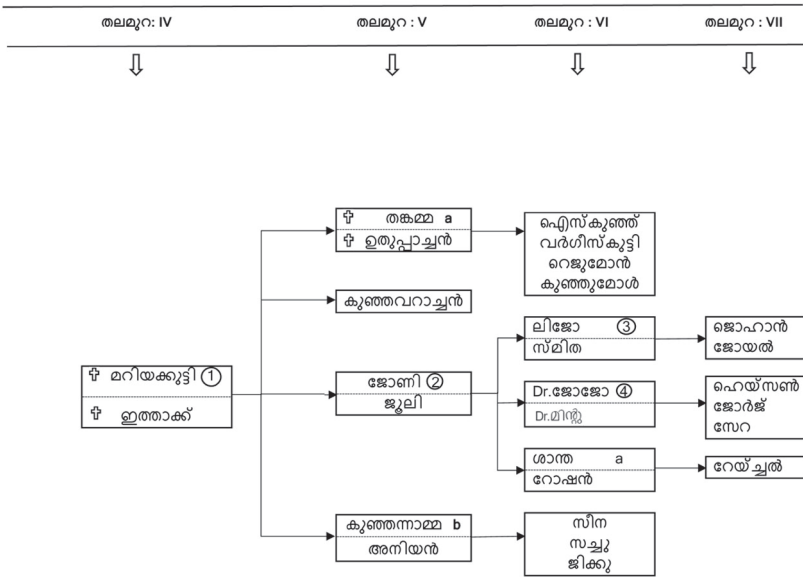 തലമുറ: IV
തലമുറ : V
തലമുറ : VI
തലമുറ : VII
✞ തങ്കമ്മ a
✞ ഉതുപ്പാച്ചൻ
ഐസ്കുഞ്ഞ്
വർഗീസ്കുട്ടി
റെജുമോൻ
കുഞ്ഞുമോൾ
കുഞ്ഞവറാച്ചൻ
✞ മറിയക്കുട്ടി ①
✞ ഇത്താക്ക്
ജോണി ②
ജൂലി
ലിജോ ③
സ്മിത
ജൊഹാൻ
ജോയൽ
Dr.ജോജോ ④
Dr.മിന്റു
ഹെയ്സൺ
ജോർജ്
സേറ
ശാന്ത a
റോഷൻ
റേയ്ച്ചൽ
കുഞ്ഞന്നാമ്മ b
അനിയൻ
സീന
സച്ചു
ജിക്കു